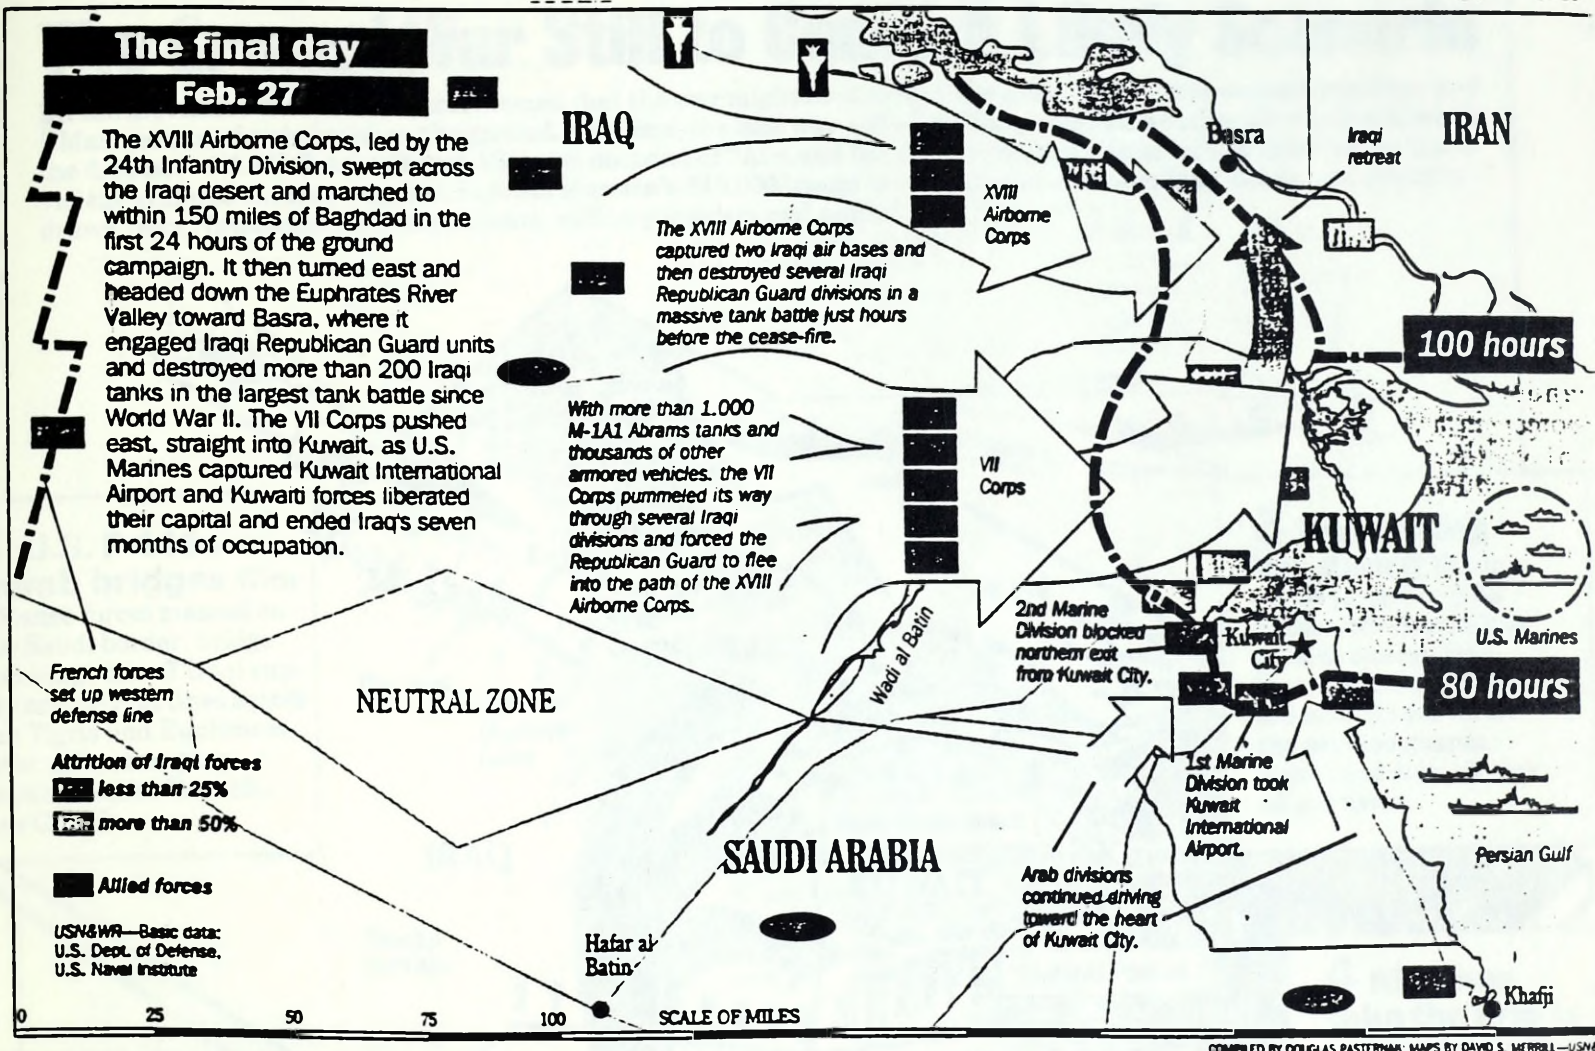 The final day
Feb. 27
The XVIII Airborne Corps, led by the
24th Infantry Division, swept across
the Iraqi desert and marched to
within 150 miles of Baghdad in the
first 24 hours of the ground
campaign. It then turned east and
headed down the Euphrates River
Valley toward Basra, where it
engaged Iraqi Republican Guard units
and destroyed more than 200 Iraqi
tanks in the largest tank battle since
World War II. The VII Corps pushed
east, straight into Kuwait, as U.S.
Marines captured Kuwait International
Airport and Kuwaiti forces liberated
their capital and ended Iraq's seven
months of occupation.
IRAQ
The XVIII Airborne Corps
captured two Iraqi air bases and
then destroyed several Iraqi
Republican Guard divisions in a
massive tank battle just hours
before the cease-fire.
XVIII
Airborne
Corps
Basra
Iraqi
retreat
IRAN
100 hours
With more than 1,000
M-1A1 Abrams tanks and
thousands of other
armored vehicles, the VII
Corps pummeled its way
through several Iraqi
divisions and forced the
Republican Guard to flee
into the path of the XVIII
Airborne Corps.
VII
Corps
KUWAIT
U.S. Marines
2nd Marine
Division blocked
northern exit
from Kuwait City.
Kuwait
City
80 hours
Wadi al Batin
NEUTRAL ZONE
French forces
set up western
defense line
Attrition of Iraqi forces
less than 25%
more than 50%
Allied forces
USN&WR—Basic data:
U.S. Dept. of Defense,
U.S. Naval Institute
1st Marine
Division took
Kuwait
International
Airport.
Persian Gulf
SAUDI ARABIA
Arab divisions
continued driving
toward the heart
of Kuwait City.
Hafar al
Batin
Khafji
0 25 50 75 100 SCALE OF MILES
COMPILED BY DOUGLAS PASTERNAK; MAPS BY DAVID S. MERRILL—USN&